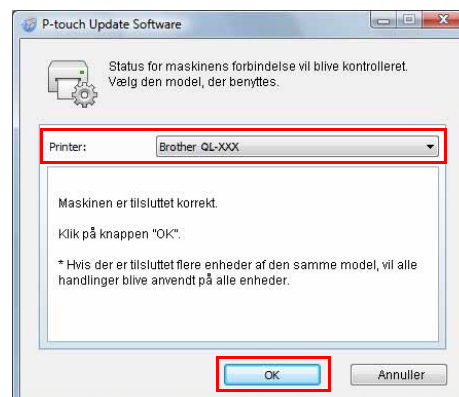 P-touch Update Software
Status for maskinens forbindelse vil blive kontrolleret.
Vælg den model, der benyttes.
Printer: Brother QL-XXX
Maskinen er tilsluttet korrekt.
Klik på knappen "OK".
* Hvis der er tilsluttet flere enheder af den samme model, vil alle
handlinger blive anvendt på alle enheder.
OK Annuller